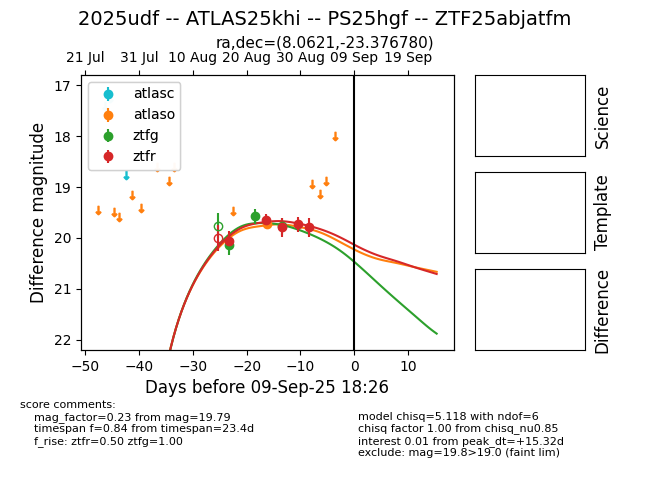 2025udf -- ATLAS25khi -- PS25hgf -- ZTF25abjatfm
ra,dec=(8.0621,-23.376780)
21 Jul 31 Jul 10 Aug 20 Aug 30 Aug 09 Sep 19 Sep
atlasc
atlaso
ztfg
ztfr
17
18
19
20
21
22
Difference magnitude
−50 −40 −30 −20 −10 0 10
Days before 09-Sep-25 18:26
Science
Template
Difference
score comments:
mag_factor=0.23 from mag=19.79
timespan f=0.84 from timespan=23.4d
f_rise: ztfr=0.50 ztfg=1.00
model chisq=5.118 with ndof=6
chisq factor 1.00 from chisq_nu0.85
interest 0.01 from peak_dt=+15.32d
exclude: mag=19.8>19.0 (faint lim)